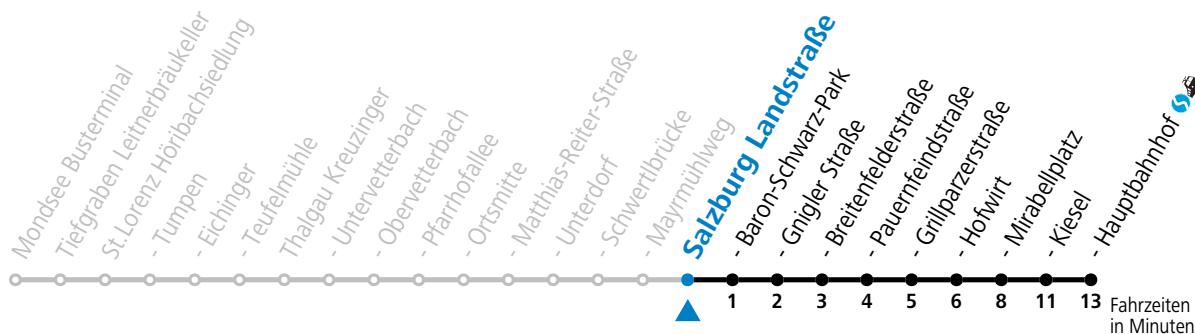 Mondsee Busterminal
Tiefgraben Leitnerbräukeller
St.Lorenz Höribachsiedlung
- Tumpen
- Eichinger
- Teufelmühle
Thalgau Kreuzinger
- Untervetterbach
- Obervetterbach
- Pfarrhofallee
- Ortsmitte
- Matthias-Reiter-Straße
- Unterdorf
- Schwertlbrücke
- Mayrmühlweg
Salzburg Landstraße
- Baron-Schwarz-Park
- Gnigler Straße
- Breitenfelderstraße
- Pauernfeindstraße
- Grillparzerstraße
- Hofwirt
- Mirabellplatz
- Kiesel
- Hauptbahnhof
1 2 3 4 5 6 8 11 13 Fahrzeiten
in Minuten